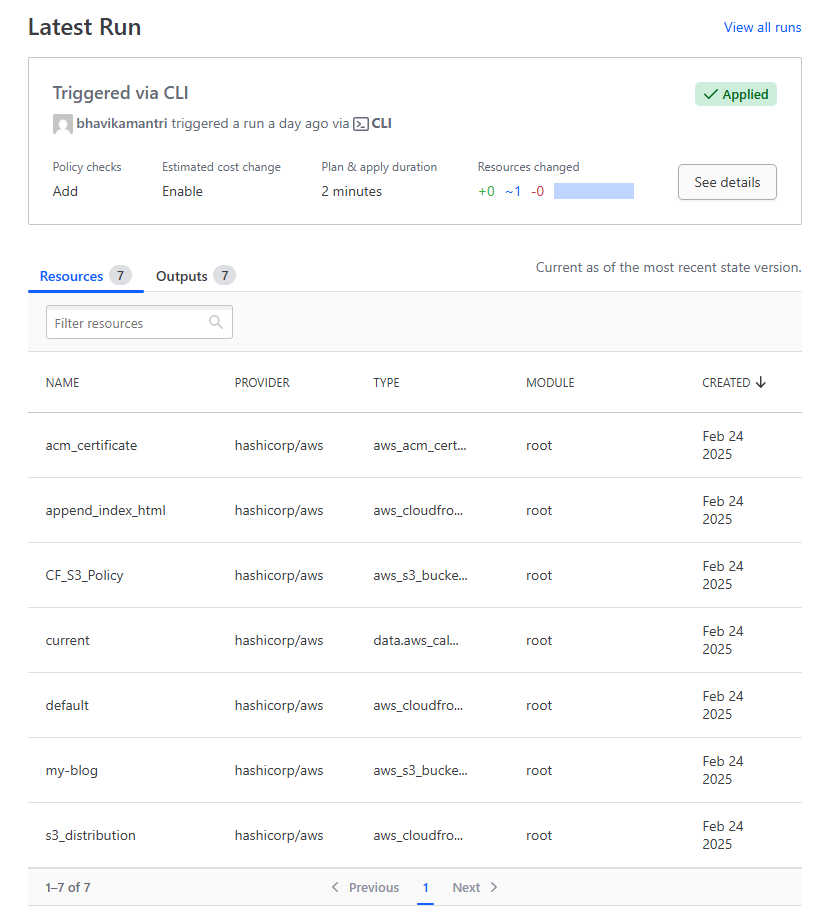 Latest Run
View all runs
Triggered via CLI
Applied
bhavikamantri triggered a run a day ago via CLI
Policy checks
Add
Estimated cost change
Enable
Plan & apply duration
2 minutes
Resources changed
+0 ~1 -0
See details
Resources 7
Outputs 7
Current as of the most recent state version.
Filter resources
NAME PROVIDER TYPE MODULE CREATED
acm_certificate hashicorp/aws aws_acm_cert... root Feb 24
2025
append_index_html hashicorp/aws aws_cloudfro... root Feb 24
2025
CF_S3_Policy hashicorp/aws aws_s3_bucke... root Feb 24
2025
current hashicorp/aws data.aws_cal... root Feb 24
2025
default hashicorp/aws aws_cloudfro... root Feb 24
2025
my-blog hashicorp/aws aws_s3_bucke... root Feb 24
2025
s3_distribution hashicorp/aws aws_cloudfro... root Feb 24
2025
1–7 of 7 Previous 1 Next